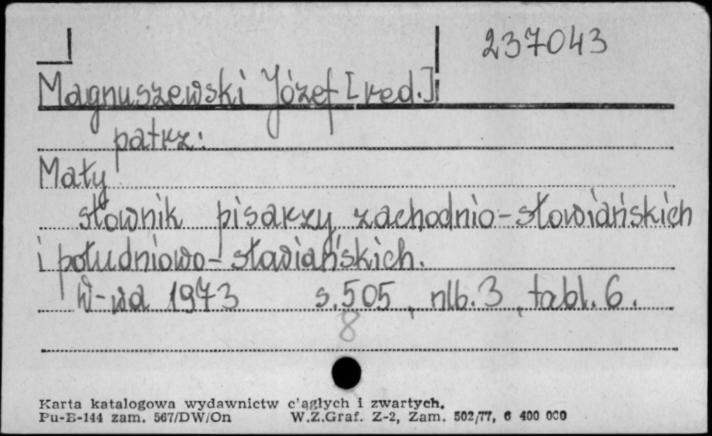 237043
Magnuszewski Józef [red.]
patrz:
Mały
słownik pisarzy zachodnio-słowiańskich
i południowo-słowiańskich.
W-wa 1973 s. 505, nlb. 3, tabl. 6.
8
Karta katalogowa wydawnictw c'ągłych i zwartych.
Pu-E-144 zam. 567/DW/On W.Z.Graf. Z-2, Zam. 502/77, 6 400 000